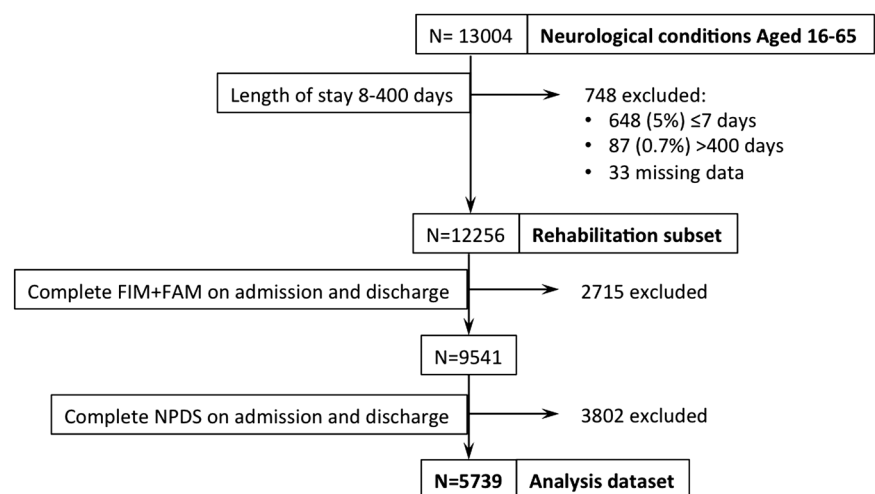 N= 13004 Neurological conditions Aged 16-65
Length of stay 8-400 days
748 excluded:
• 648 (5%) ≤7 days
• 87 (0.7%) >400 days
• 33 missing data
N=12256 Rehabilitation subset
Complete FIM+FAM on admission and discharge
2715 excluded
N=9541
Complete NPDS on admission and discharge
3802 excluded
N=5739 Analysis dataset